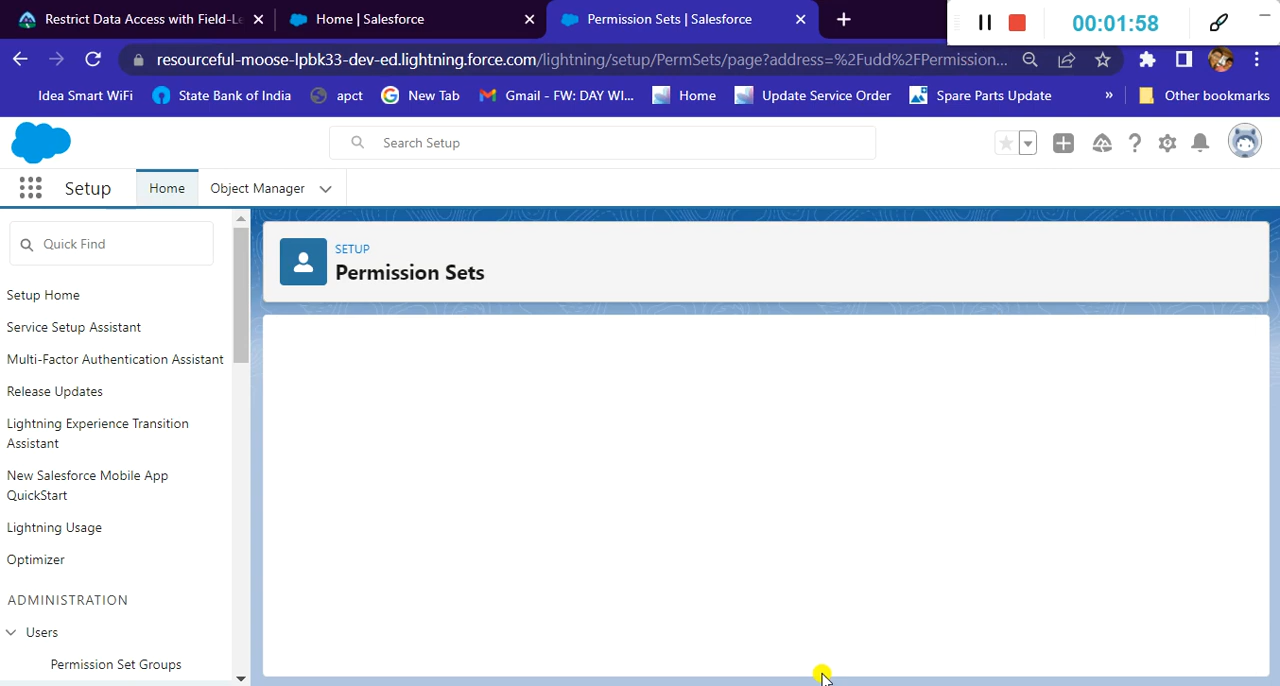 Restrict Data Access with Field-Le
Home | Salesforce
Permission Sets | Salesforce
00:01:58
resourceful-moose-lpbk33-dev-ed.lightning.force.com/lightning/setup/PermSets/page?address=%2Fudd%2FPermission...
Idea Smart WiFi
State Bank of India
apct
New Tab
Gmail - FW: DAY WI...
Home
Update Service Order
Spare Parts Update
»
Other bookmarks
Search Setup
Setup
Home
Object Manager
Quick Find
SETUP
Permission Sets
Setup Home
Service Setup Assistant
Multi-Factor Authentication Assistant
Release Updates
Lightning Experience Transition
Assistant
New Salesforce Mobile App
QuickStart
Lightning Usage
Optimizer
ADMINISTRATION
Users
Permission Set Groups